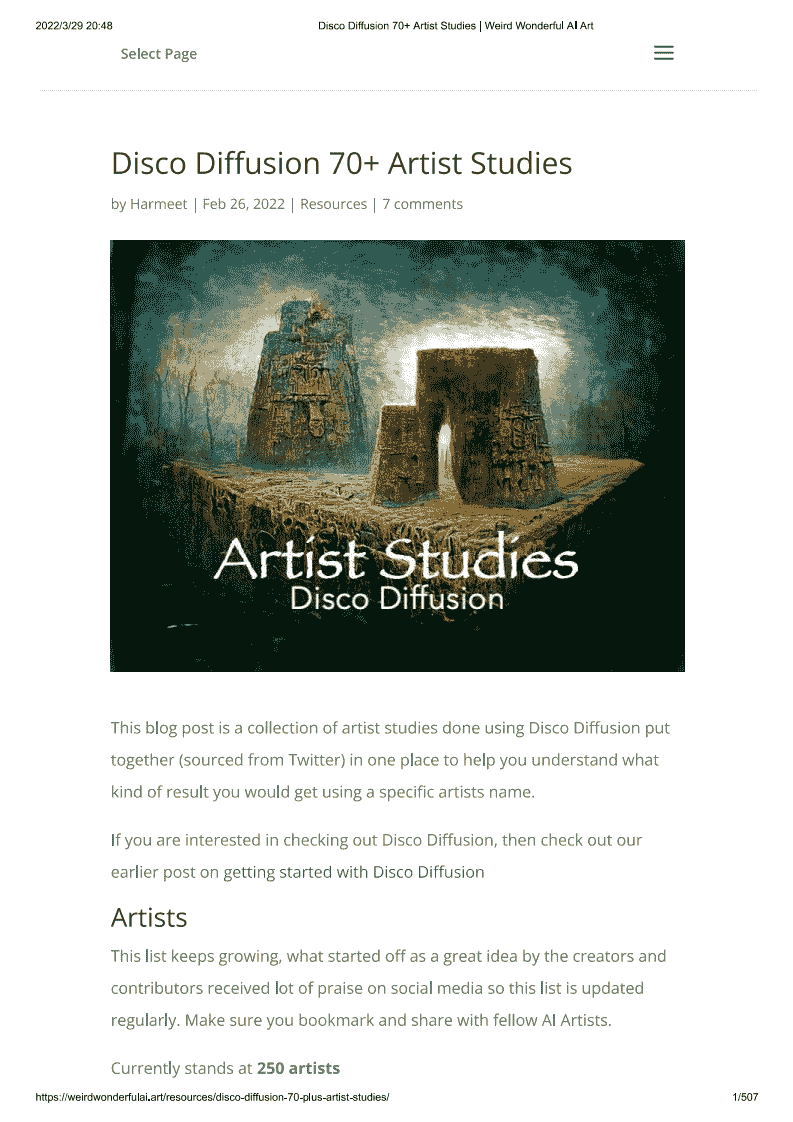 2022/3/29 20:48
Disco Diffusion 70+ Artist Studies | Weird Wonderful AI Art
Select Page
Disco Diffusion 70+ Artist Studies
by Harmeet | Feb 26, 2022 | Resources | 7 comments
Artist Studies
Disco Diffusion
This blog post is a collection of artist studies done using Disco Diffusion put
together (sourced from Twitter) in one place to help you understand what
kind of result you would get using a specific artists name.
If you are interested in checking out Disco Diffusion, then check out our
earlier post on getting started with Disco Diffusion
Artists
This list keeps growing, what started off as a great idea by the creators and
contributors received lot of praise on social media so this list is updated
regularly. Make sure you bookmark and share with fellow AI Artists.
Currently stands at 250 artists
https://weirdwonderfulai.art/resources/disco-diffusion-70-plus-artist-studies/
1/507